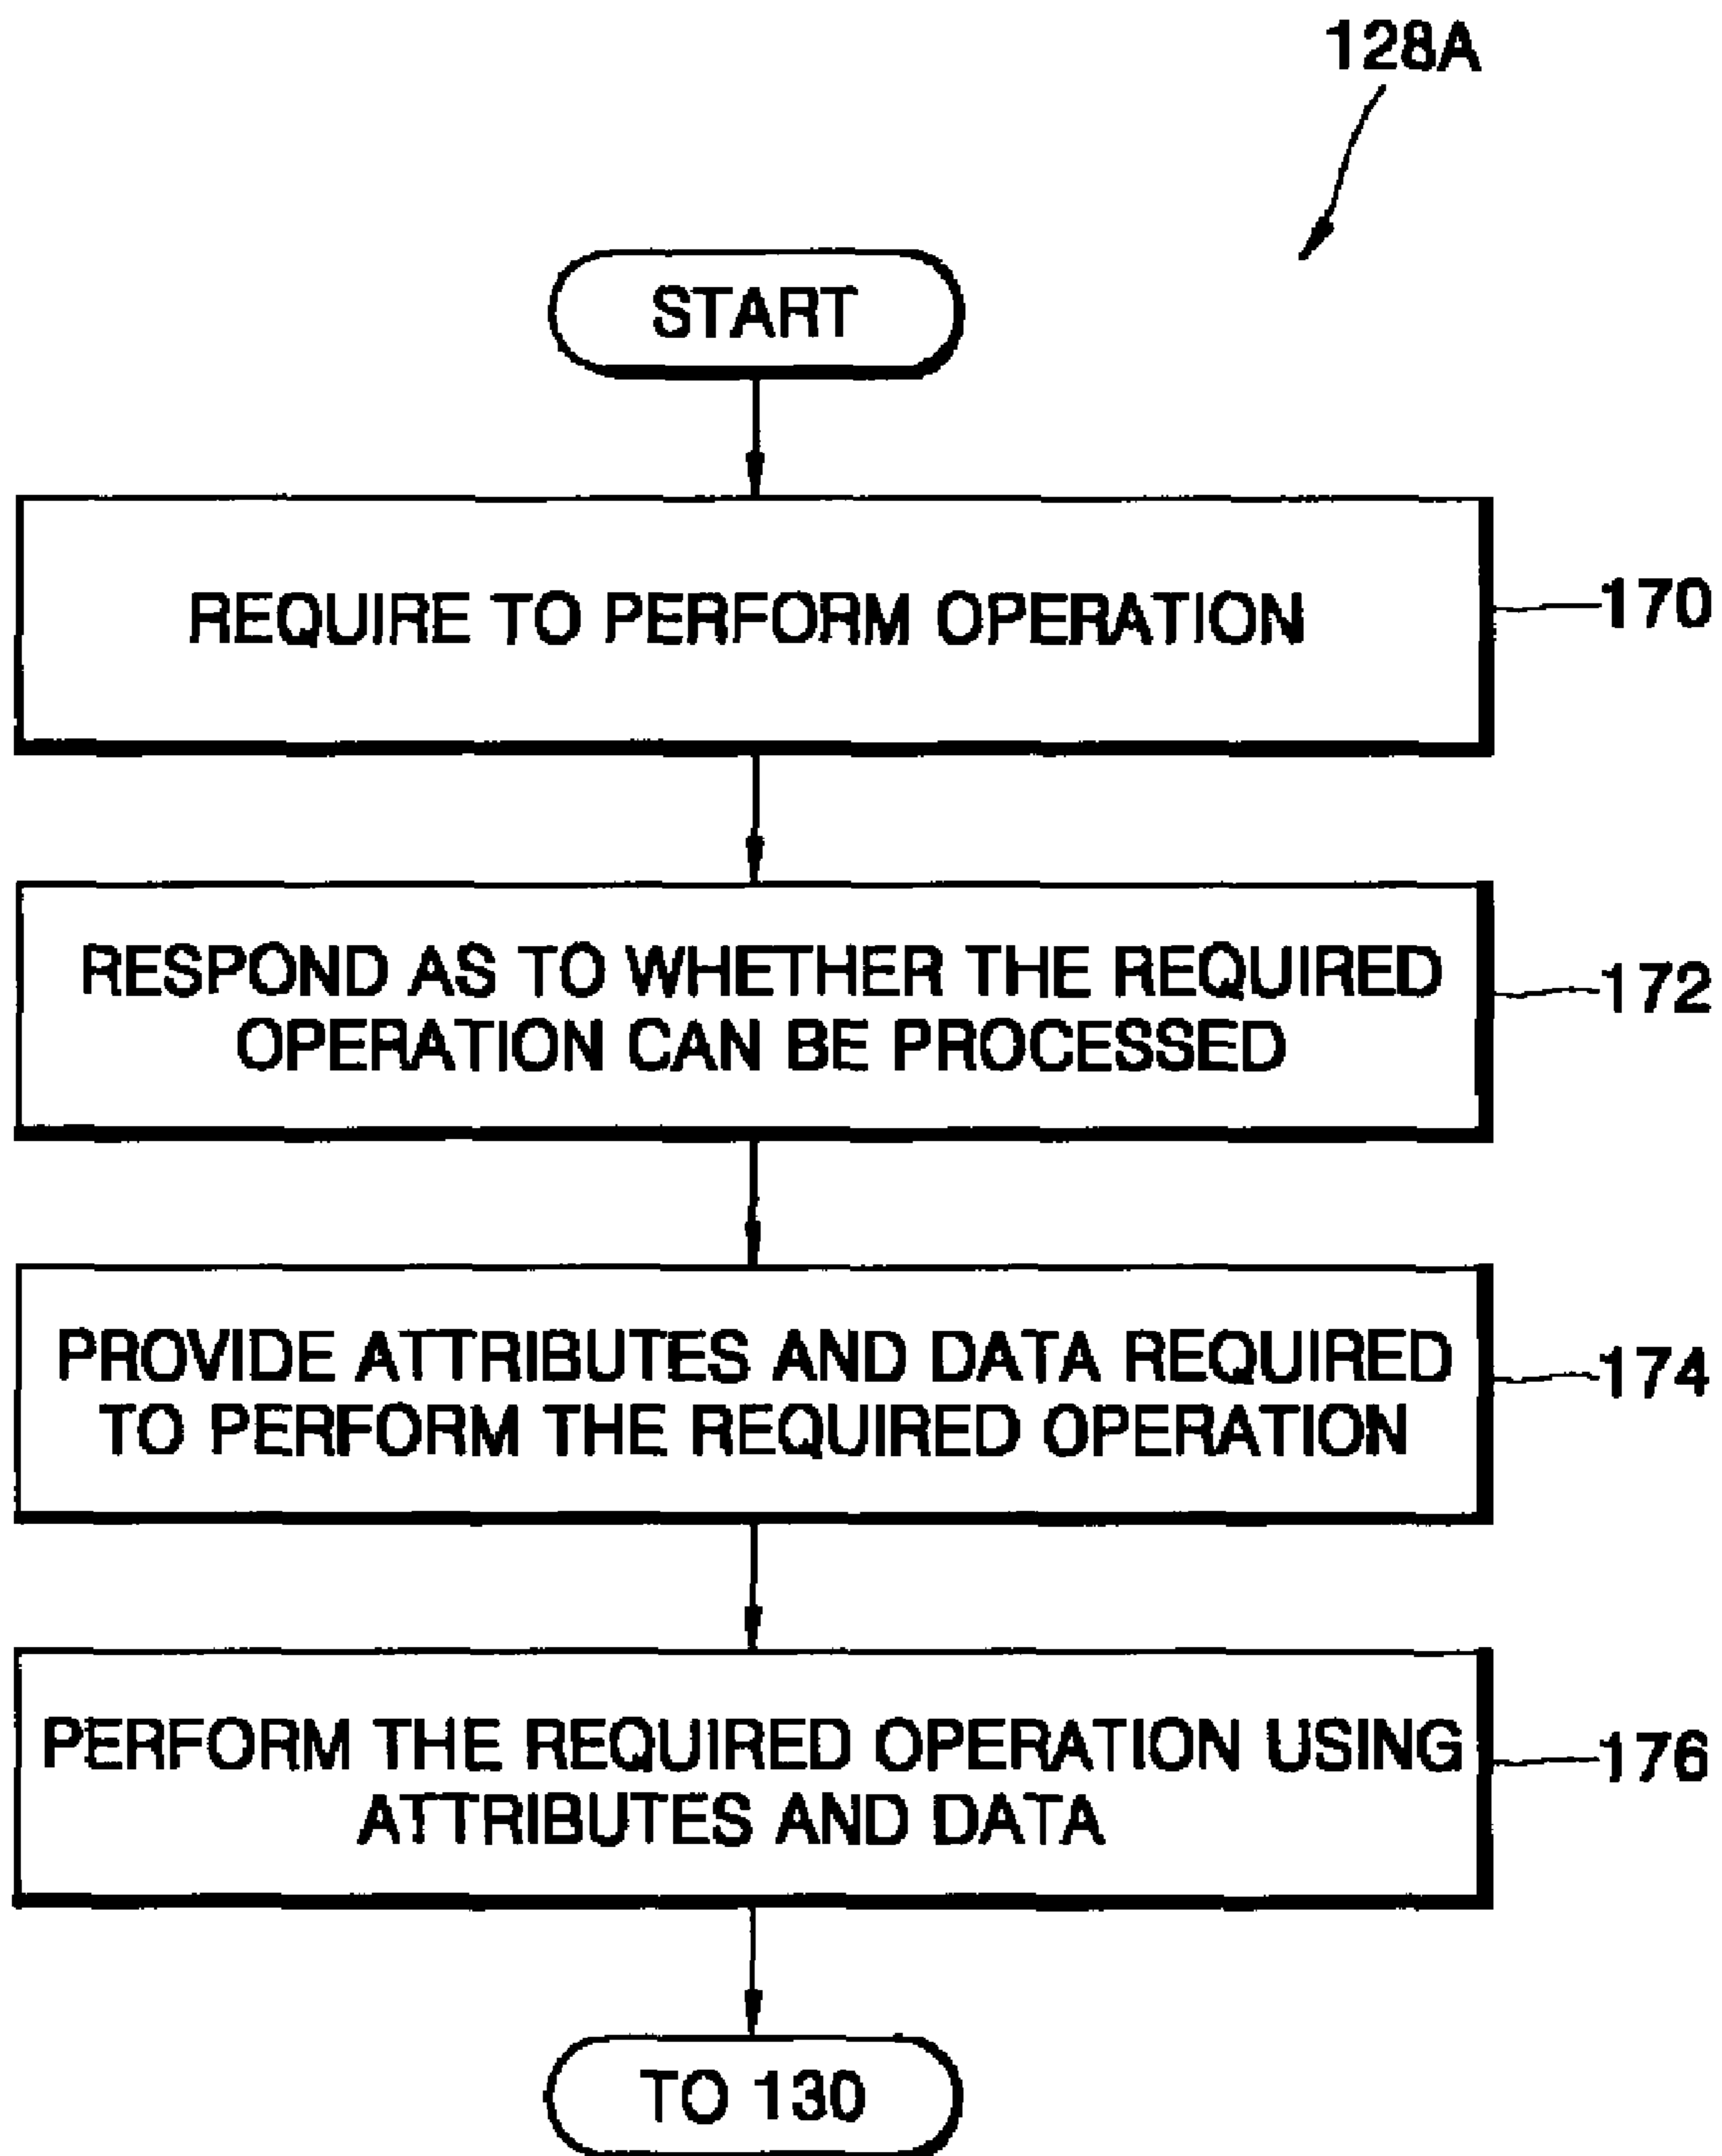 128A
START
REQUIRE TO PERFORM OPERATION
170
RESPOND AS TO WHETHER THE REQUIRED
OPERATION CAN BE PROCESSED
172
PROVIDE ATTRIBUTES AND DATA REQUIRED
TO PERFORM THE REQUIRED OPERATION
174
PERFORM THE REQUIRED OPERATION USING
ATTRIBUTES AND DATA
176
TO 130